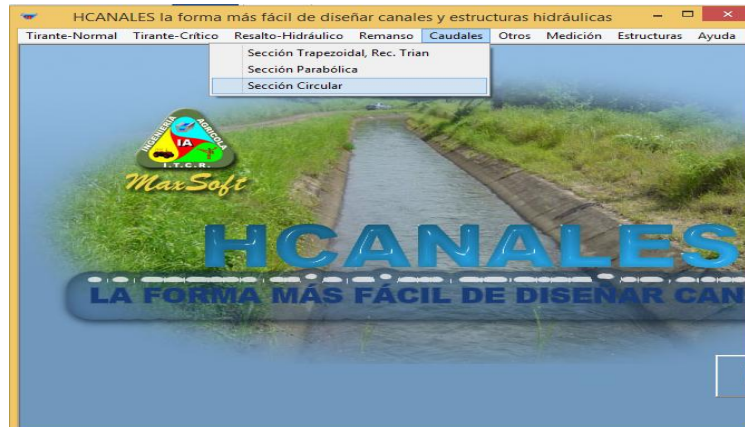 HCANALES la forma más fácil de diseñar canales y estructuras hidráulicas
Tirante-Normal Tirante-Crítico Resalto-Hidráulico Remanso Caudales Otros Medición Estructuras Ayuda
Sección Trapezoidal, Rec. Trian
Sección Parabólica
Sección Circular
INGENIERIA AGRICOLA
IA
I.T.C.R.
MaxSoft
HCANALES
LA FORMA MÁS FÁCIL DE DISEÑAR CAN